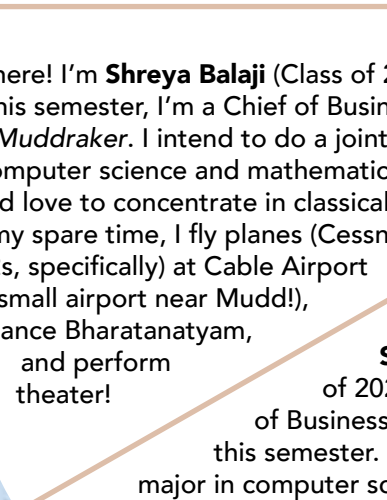 here! I'm Shreya Balaji (Class of 2
his semester, I'm a Chief of Busin
Muddraker. I intend to do a joint
omputer science and mathematic
d love to concentrate in classical
my spare time, I fly planes (Cessn
s, specifically) at Cable Airport
small airport near Mudd!),
ance Bharatanatyam,
and perform
theater!
S
of 202
of Business
this semester.
major in computer sc